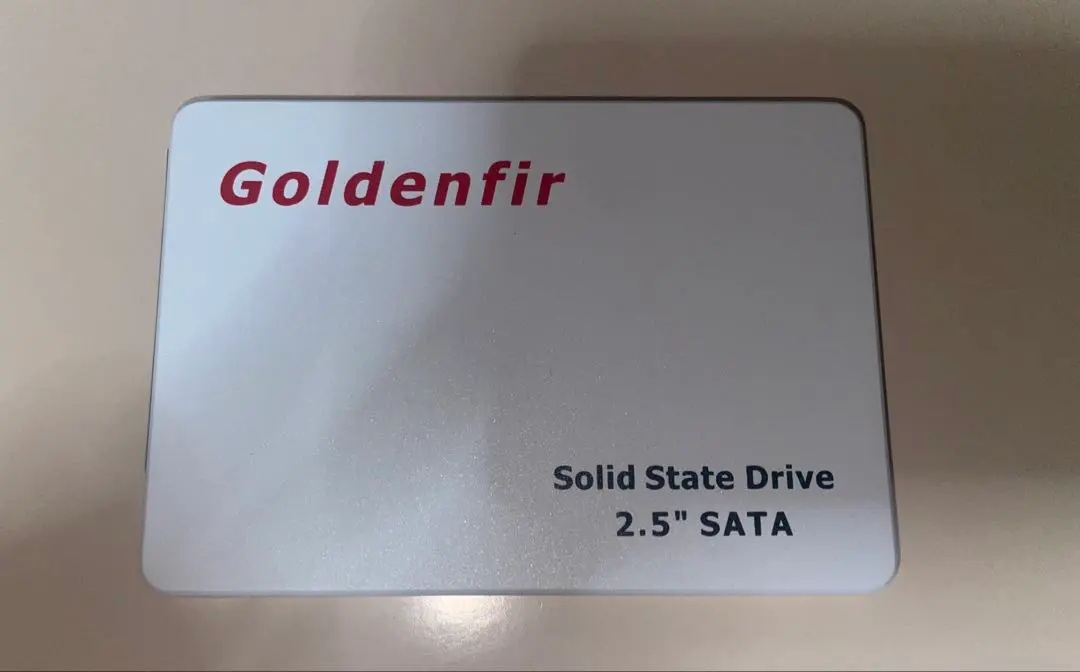 Goldenfir
Solid State Drive
2.5" SATA